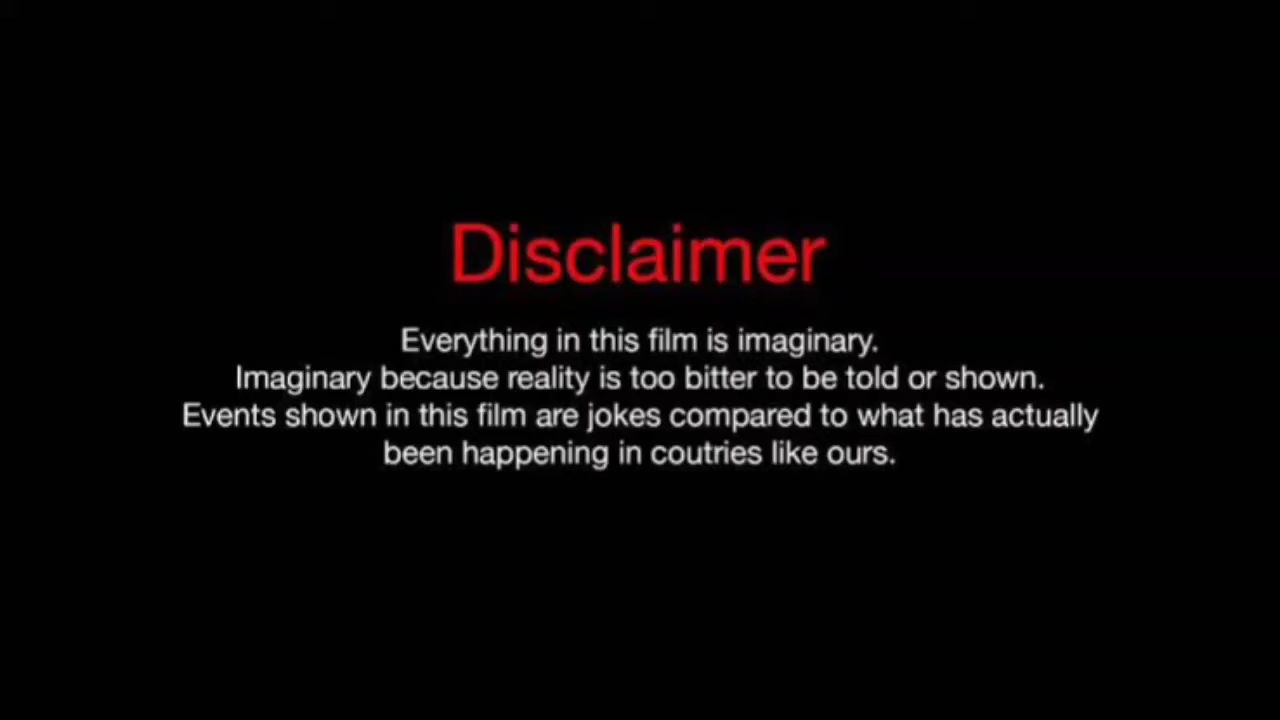 Disclaimer
Everything in this film is imaginary.
Imaginary because reality is too bitter to be told or shown.
Events shown in this film are jokes compared to what has actually
been happening in coutries like ours.